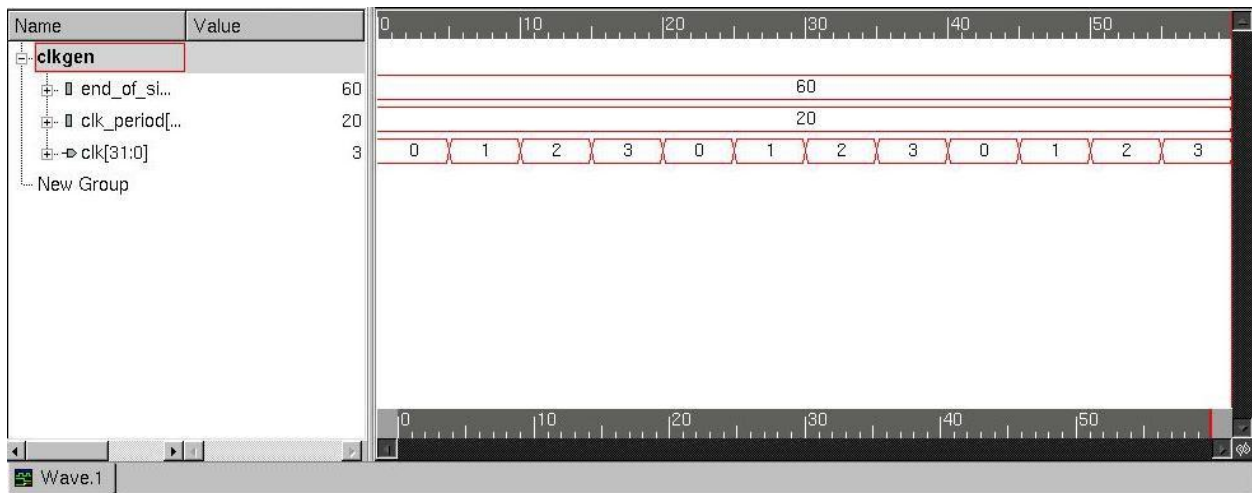 Name Value
|0 |10 |20 |30 |40 |50
clkgen
end_of_si... 60 60
clk_period[... 20 20
clk[31:0] 3 0 1 2 3 0 1 2 3 0 1 2 3
New Group
|0 |10 |20 |30 |40 |50
Wave.1